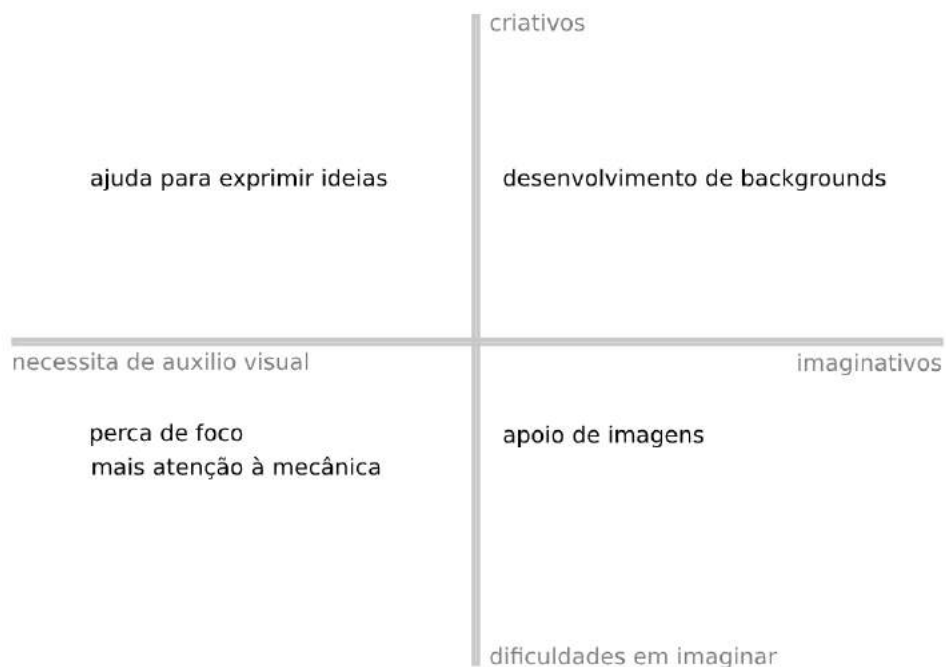 criativos
ajuda para exprimir ideias
desenvolvimento de backgrounds
necessita de auxilio visual
imaginativos
perca de foco
mais atenção à mecânica
apoio de imagens
dificuldades em imaginar